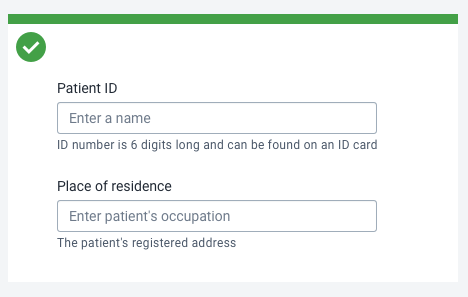 Patient ID
Enter a name
ID number is 6 digits long and can be found on an ID card
Place of residence
Enter patient's occupation
The patient's registered address